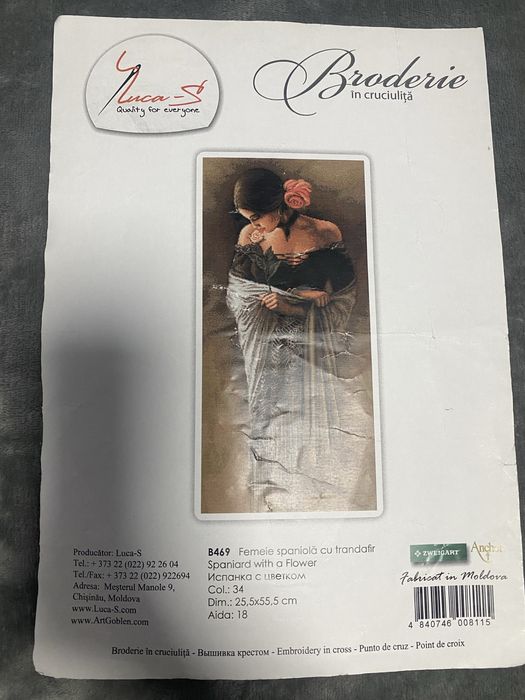 Luca-S
Quality for everyone
Broderie
în cruciuliță
Producător: Luca-S
Tel.: + 373 22 (022) 92 26 04
Tel./Fax: + 373 22 (022) 922694
Adresa: Meșterul Manole 9,
Chișinău, Moldova
www.Luca-S.com
www.ArtGoblen.com
B469 Femeie spaniolă cu trandafir
Spaniard with a Flower
Испанка с цветком
Col.: 34
Dim.: 25,5x55,5 cm
Aida: 18
ZWEIGART
Anchor
Fabricat în Moldova
4 840746 008115
Broderie în cruciuliță - Вышивка крестом - Embroidery in cross - Punto de cruz - Point de croix